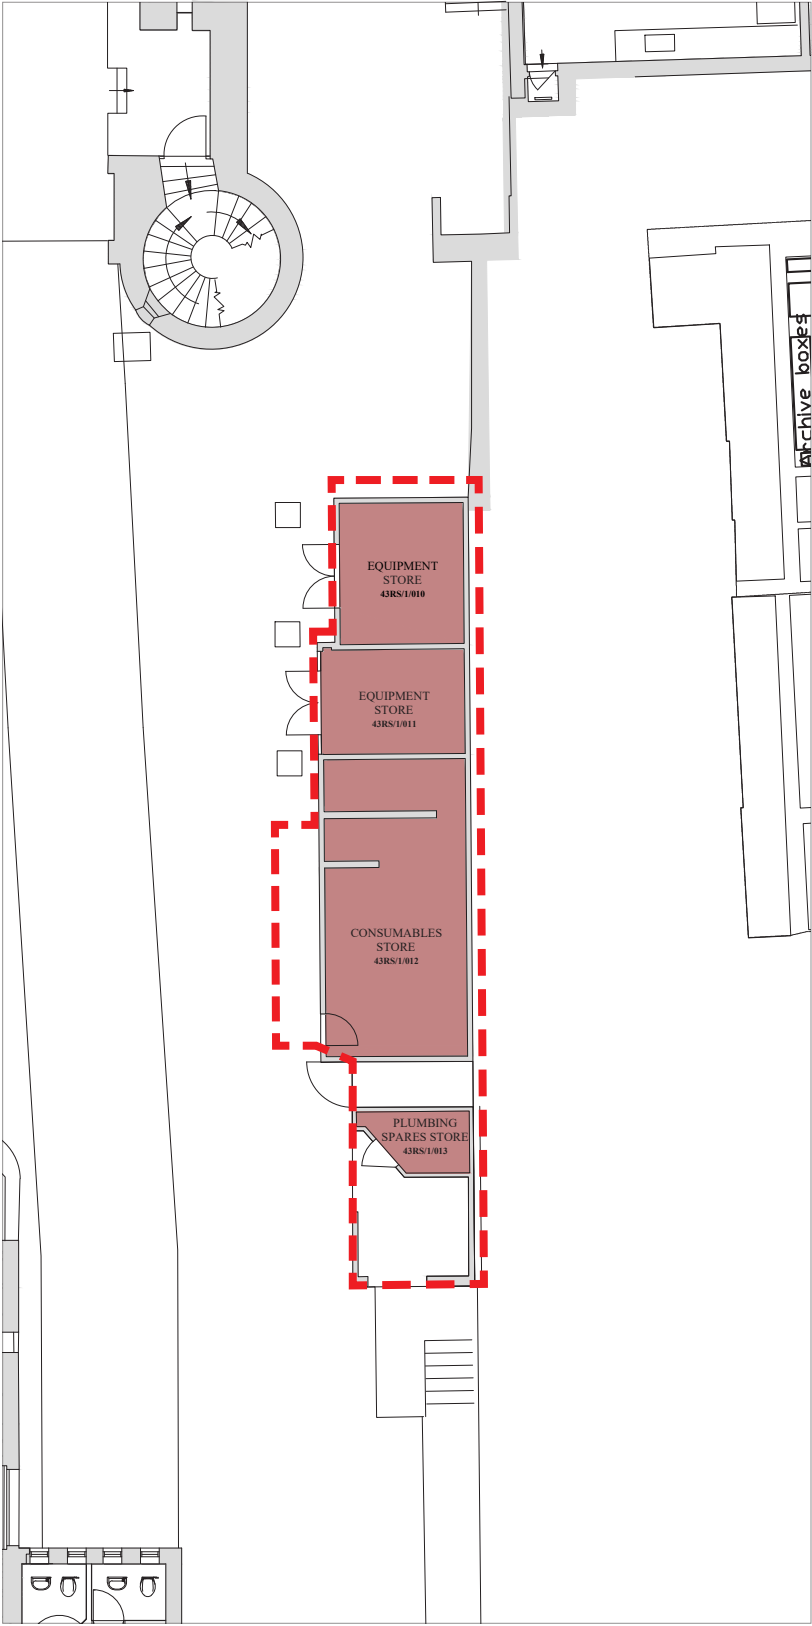 Archive boxes
EQUIPMENT
STORE
43RS/1/010
EQUIPMENT
STORE
43RS/1/011
CONSUMABLES
STORE
43RS/1/012
PLUMBING
SPARES STORE
43RS/1/013